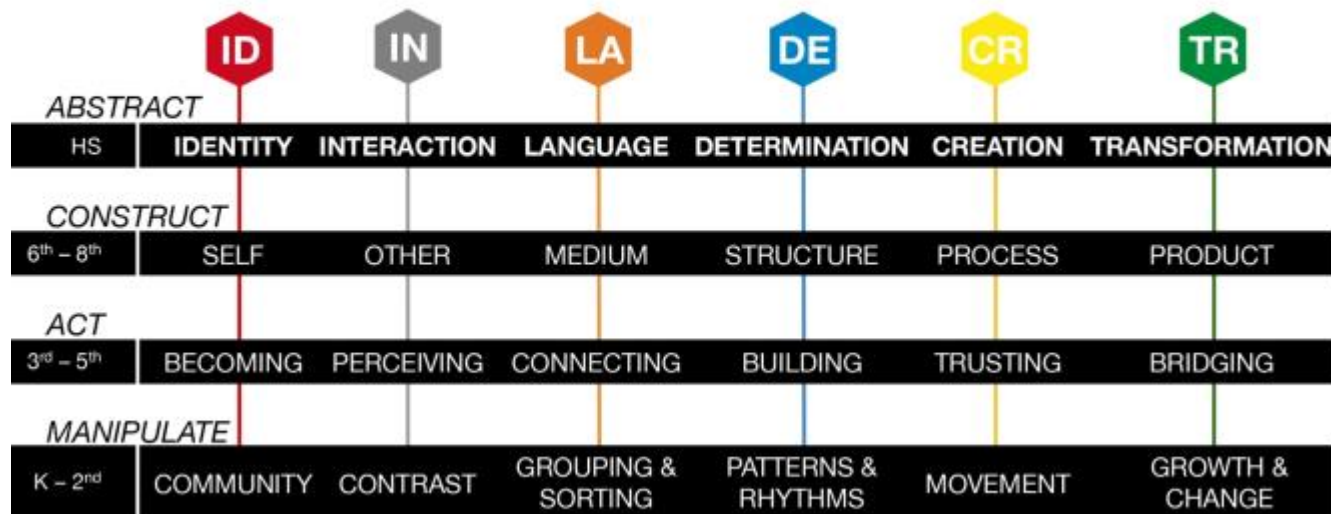 ID IN LA DE CR TR
ABSTRACT
HS IDENTITY INTERACTION LANGUAGE DETERMINATION CREATION TRANSFORMATION
CONSTRUCT
6th – 8th SELF OTHER MEDIUM STRUCTURE PROCESS PRODUCT
ACT
3rd – 5th BECOMING PERCEIVING CONNECTING BUILDING TRUSTING BRIDGING
MANIPULATE
K – 2nd COMMUNITY CONTRAST GROUPING & SORTING PATTERNS & RHYTHMS MOVEMENT GROWTH & CHANGE